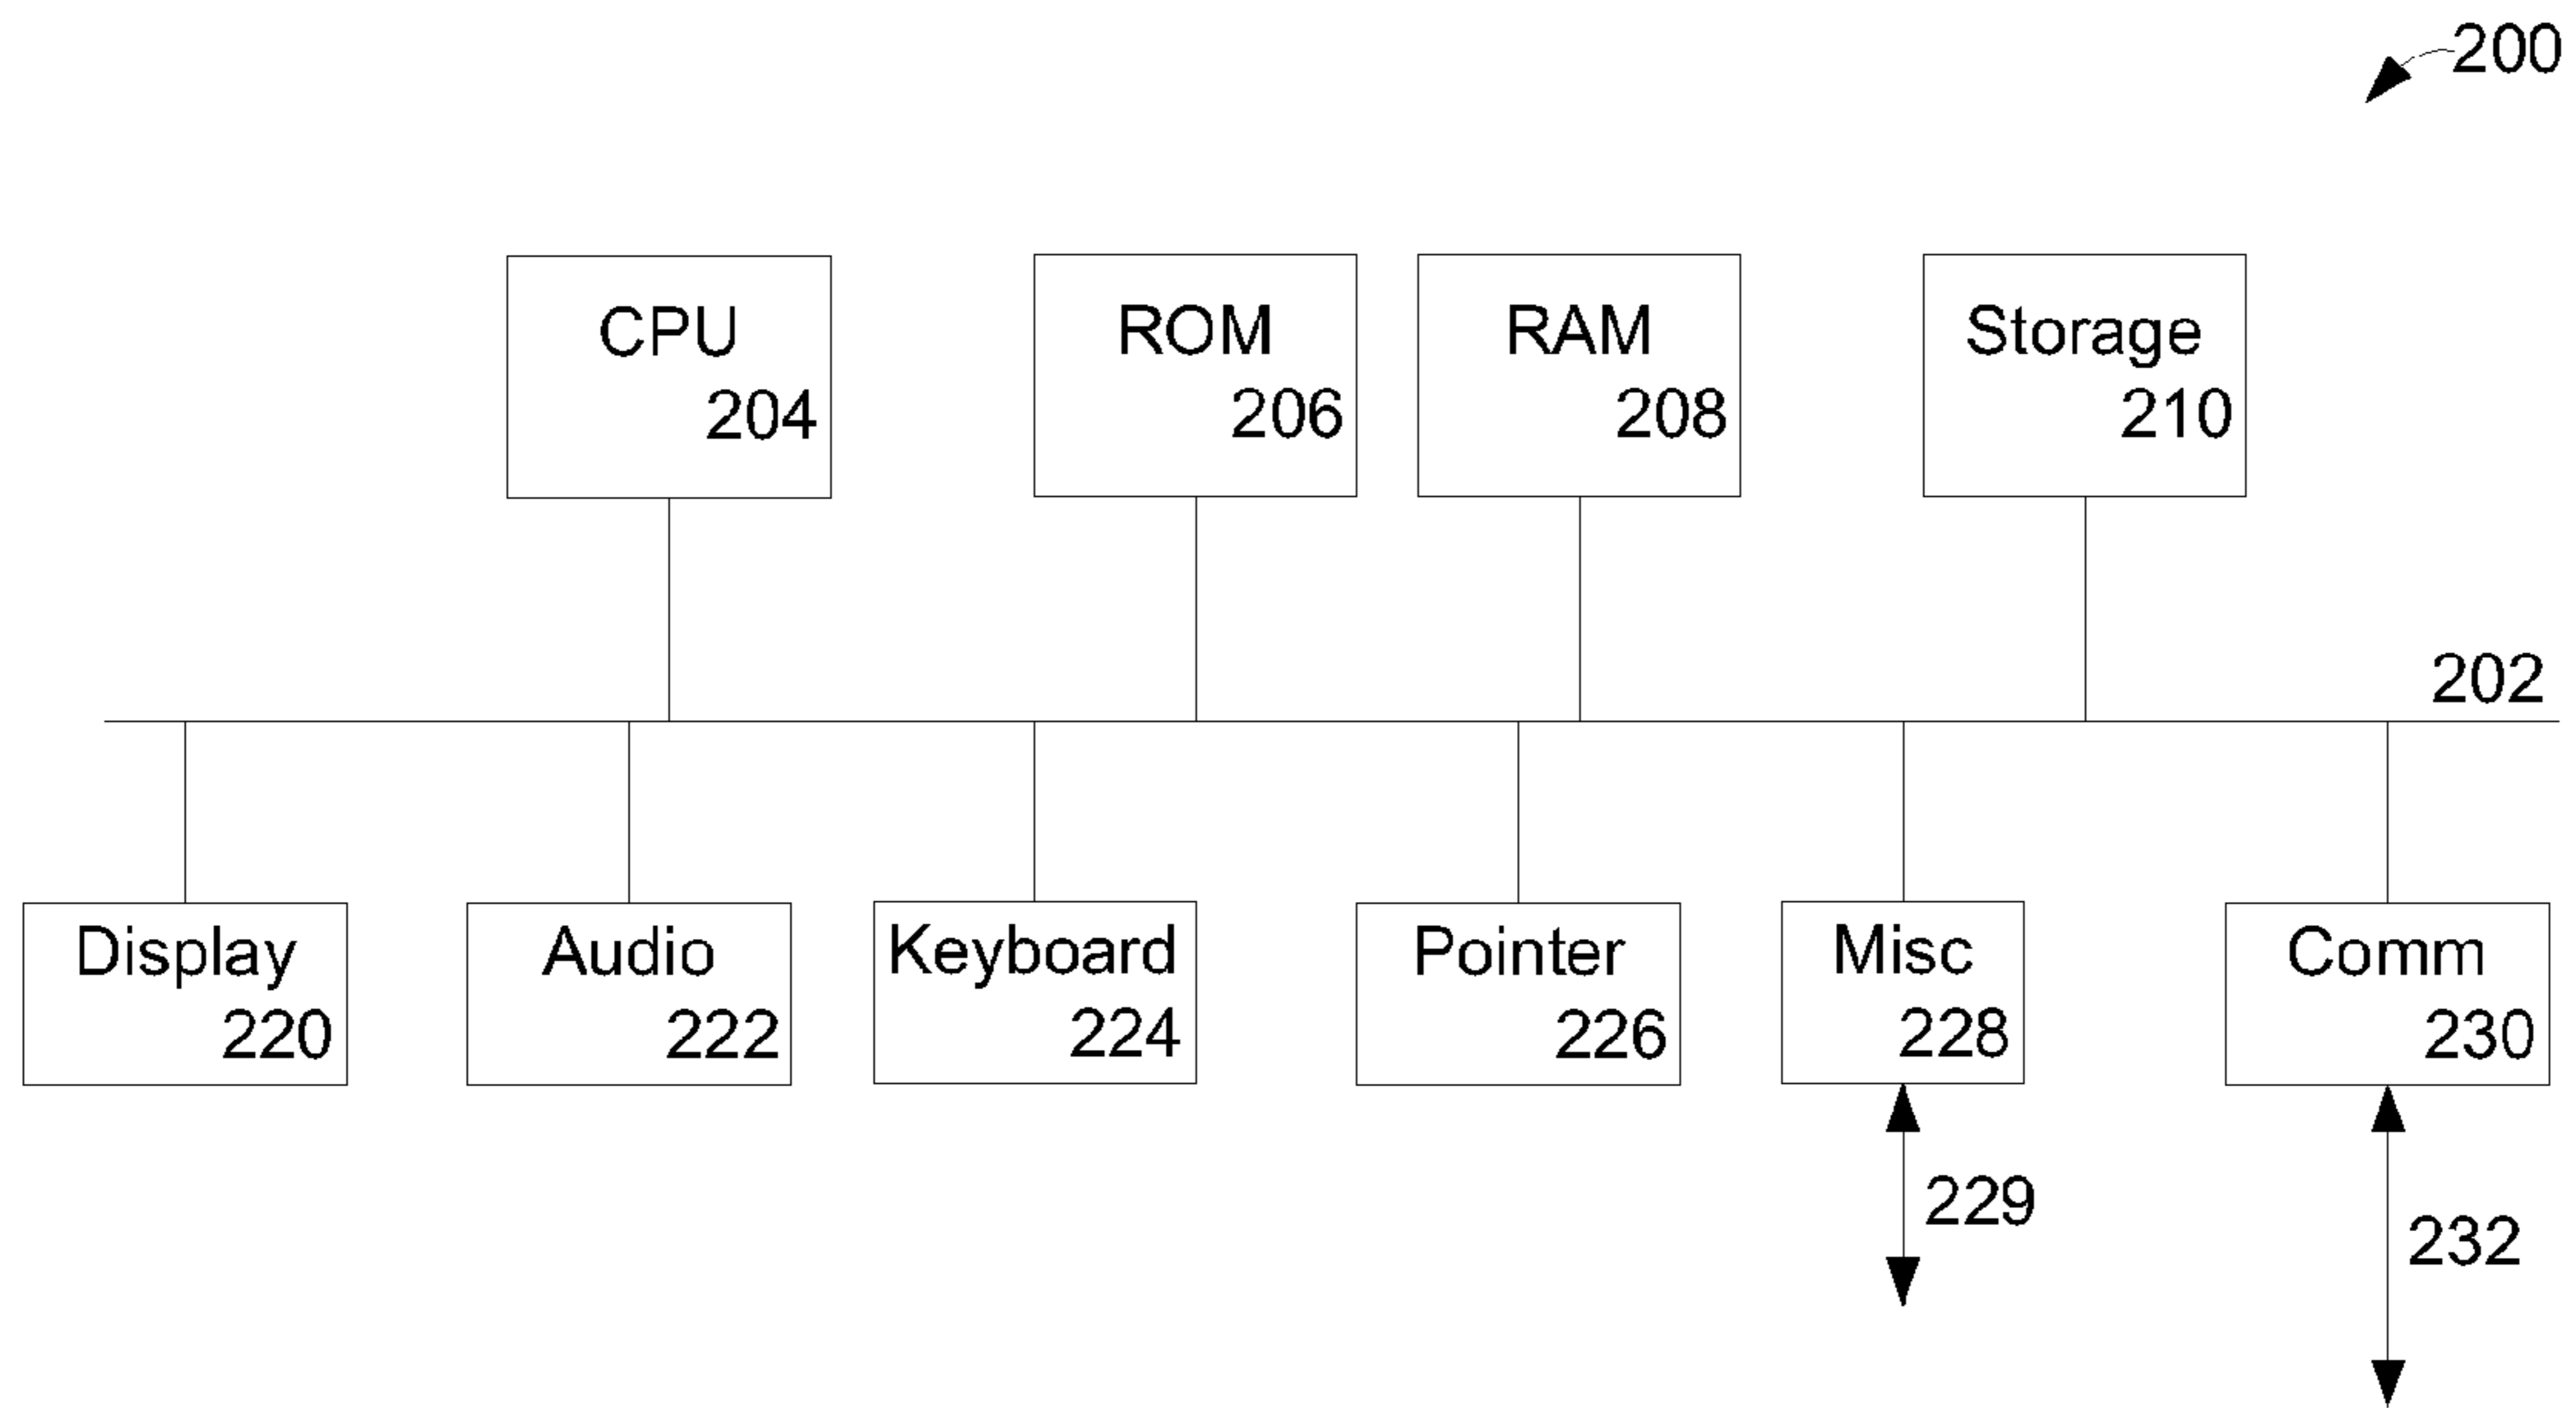 200
CPU
204
ROM
206
RAM
208
Storage
210
202
Display
220
Audio
222
Keyboard
224
Pointer
226
Misc
228
Comm
230
229
232